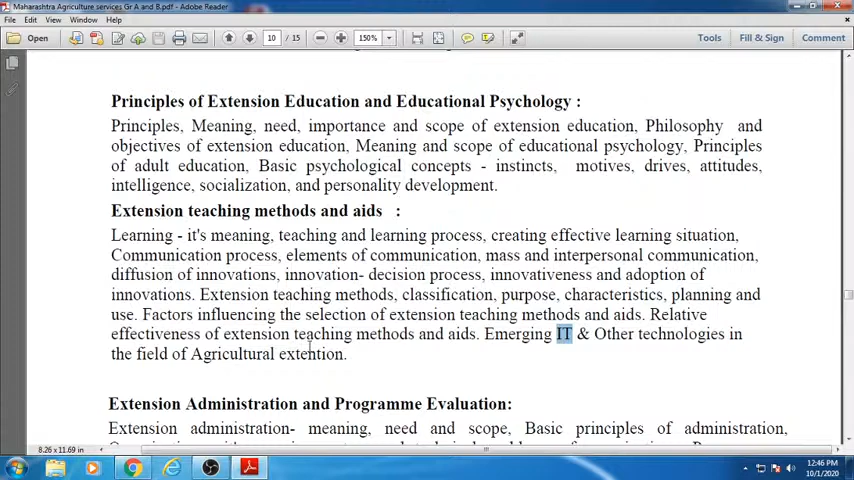 Maharashtra Agriculture services Gr A and B.pdf - Adobe Reader
File Edit View Window Help
Open 10 / 15 150% Tools Fill & Sign Comment
Principles of Extension Education and Educational Psychology :
Principles, Meaning, need, importance and scope of extension education, Philosophy and
objectives of extension education, Meaning and scope of educational psychology, Principles
of adult education, Basic psychological concepts - instincts, motives, drives, attitudes,
intelligence, socialization, and personality development.
Extension teaching methods and aids :
Learning - it's meaning, teaching and learning process, creating effective learning situation,
Communication process, elements of communication, mass and interpersonal communication,
diffusion of innovations, innovation- decision process, innovativeness and adoption of
innovations. Extension teaching methods, classification, purpose, characteristics, planning and
use. Factors influencing the selection of extension teaching methods and aids. Relative
effectiveness of extension teaching methods and aids. Emerging IT & Other technologies in
the field of Agricultural extention.
Extension Administration and Programme Evaluation:
Extension administration- meaning, need and scope, Basic principles of administration,
8.26 x 11.69 in
12:46 PM
10/1/2020